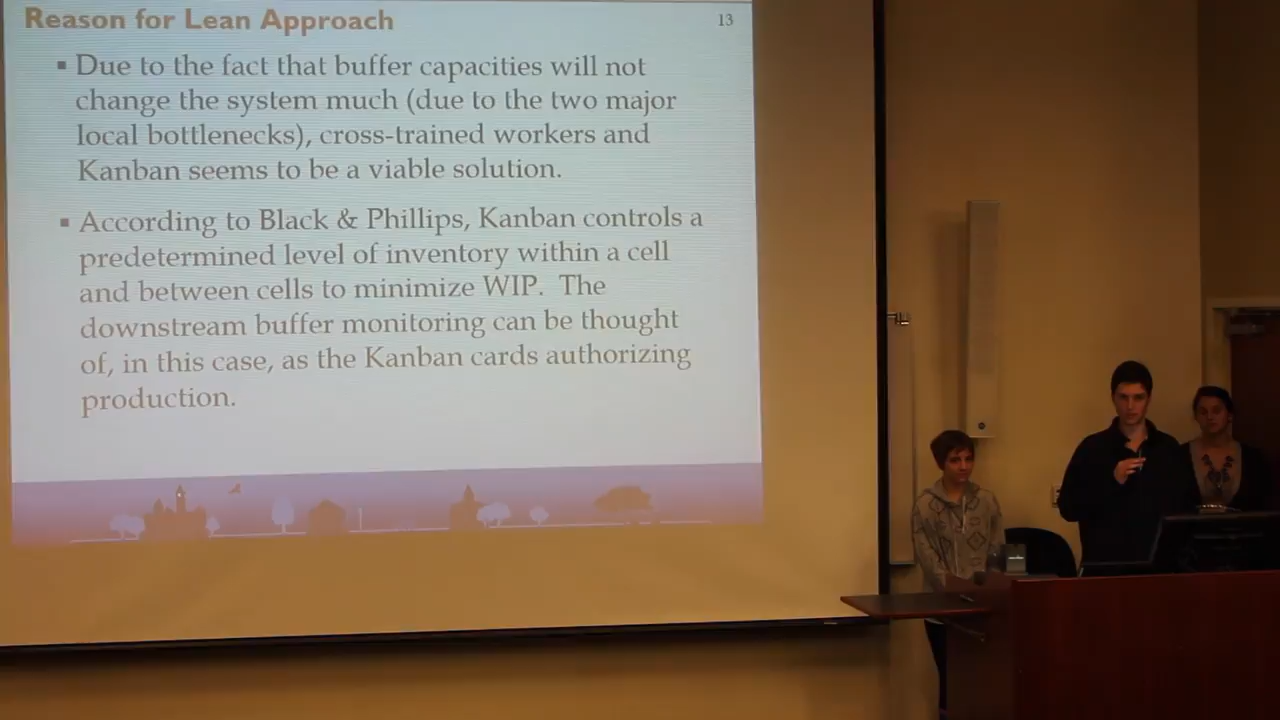 Reason for Lean Approach
13
▪ Due to the fact that buffer capacities will not
change the system much (due to the two major
local bottlenecks), cross-trained workers and
Kanban seems to be a viable solution.
▪ According to Black & Phillips, Kanban controls a
predetermined level of inventory within a cell
and between cells to minimize WIP. The
downstream buffer monitoring can be thought
of, in this case, as the Kanban cards authorizing
production.